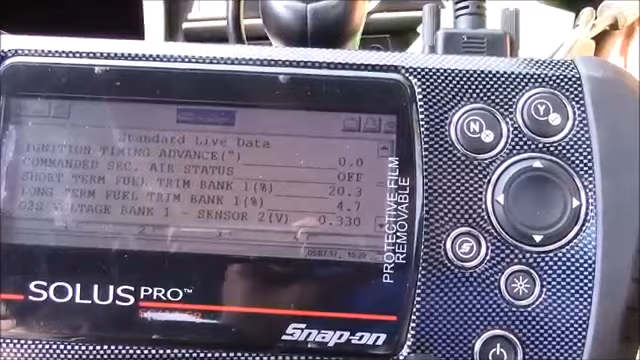 Standard Live Data
IGNITION TIMING ADVANCE(°) 0.0
COMMANDED SEC. AIR STATUS OFF
SHORT TERM FUEL TRIM BANK 1(%) 20.3
LONG TERM FUEL TRIM BANK 1(%) 4.7
O2S VOLTAGE BANK 1 - SENSOR 2(V) 0.330
PROTECTIVE FILM
REMOVABLE
N
Y
S
SOLUS PRO™
Snap-on